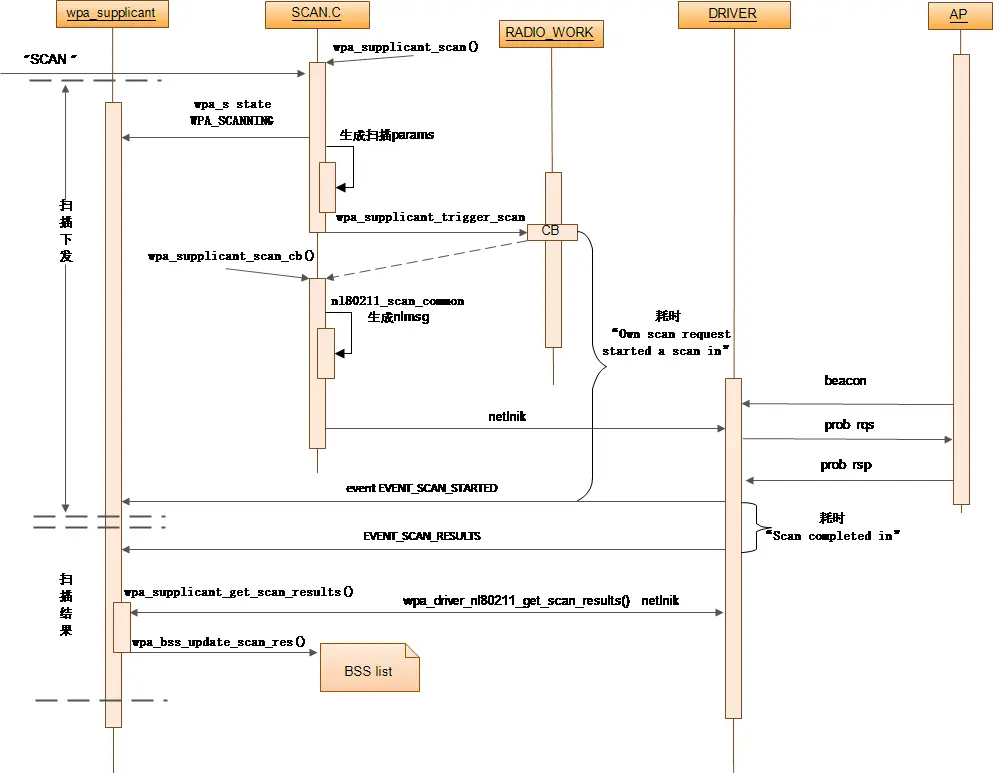 wpa_supplicant
SCAN.C
RADIO_WORK
DRIVER
AP
"SCAN "
wpa_supplicant_scan()
wpa_s state
WPA_SCANNING
生成扫描params
扫
描
下
发
wpa_supplicant_trigger_scan
CB
wpa_supplicant_scan_cb()
nl80211_scan_common
生成nlmsg
耗时
“Own scan request
started a scan in”
beacon
netlnik
prob rqs
prob rsp
event EVENT_SCAN_STARTED
耗时
“Scan completed in”
EVENT_SCAN_RESULTS
扫
描
结
果
wpa_supplicant_get_scan_results()
wpa_driver_nl80211_get_scan_results() netlnik
wpa_bss_update_scan_res()
BSS list